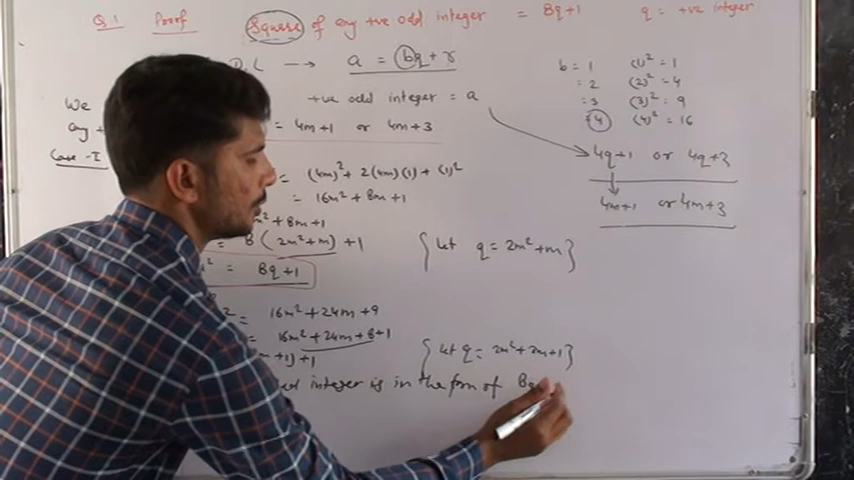 Q.1 Proof Square of any +ve odd integer = 8q+1 q = +ve integer
D.L → a = bq + r
b = 1 (1)² = 1
= 2 (2)² = 4
= 3 (3)² = 9
4 (4)² = 16
We +ve odd integer = a
any + = 4m+1 or 4m+3
4q+1 or 4q+3
4m+1 or 4m+3
Case-I = (4m)² + 2(4m)(1) + (1)²
= 16m² + 8m + 1
m² + 8m + 1
= 8(2m²+m) + 1 { let q = 2m²+m }
= 8q+1
= 16m² + 24m + 9
16m² + 24m + 8 + 1
m+1) + 1 { let q = 2m² + 3m + 1 }
integer is in the form of 8q